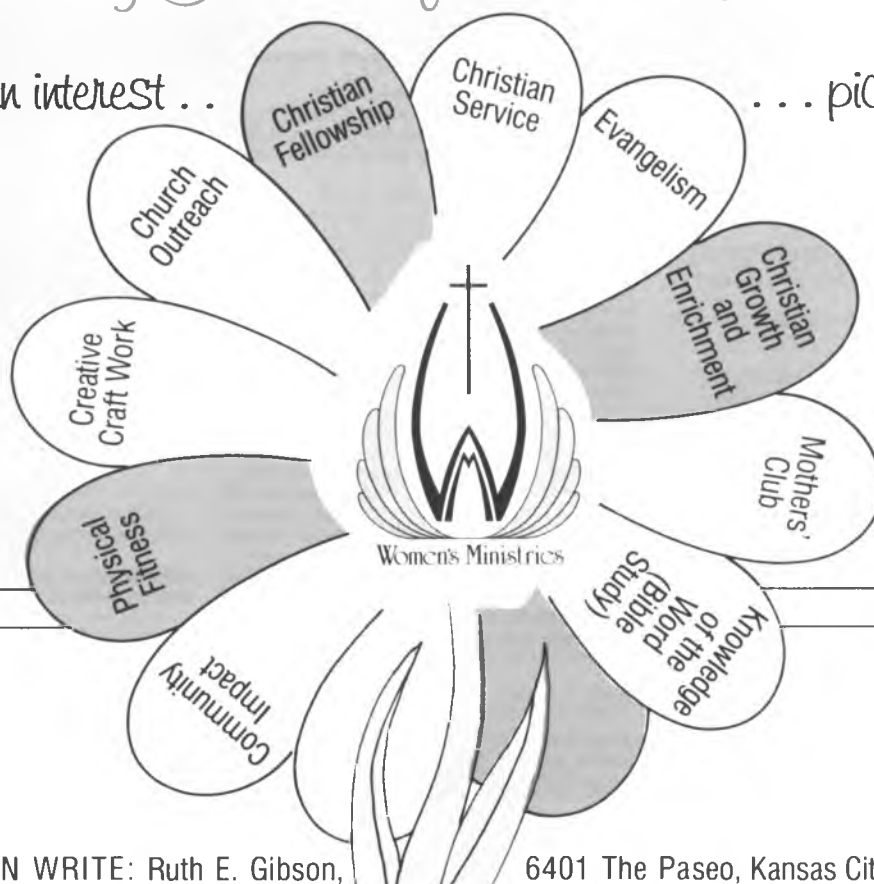 n interest . .
. . . pic
Christian
Fellowship
Christian
Service
Evangelism
Church
Outreach
Christian
Growth
and
Enrichment
Creative
Craft Work
Mothers'
Club
Physical
Fitness
Women's Ministries
Knowledge
of the
Word
(Bible
Study)
Community
Impact
N WRITE: Ruth E. Gibson,
6401 The Paseo, Kansas Cit